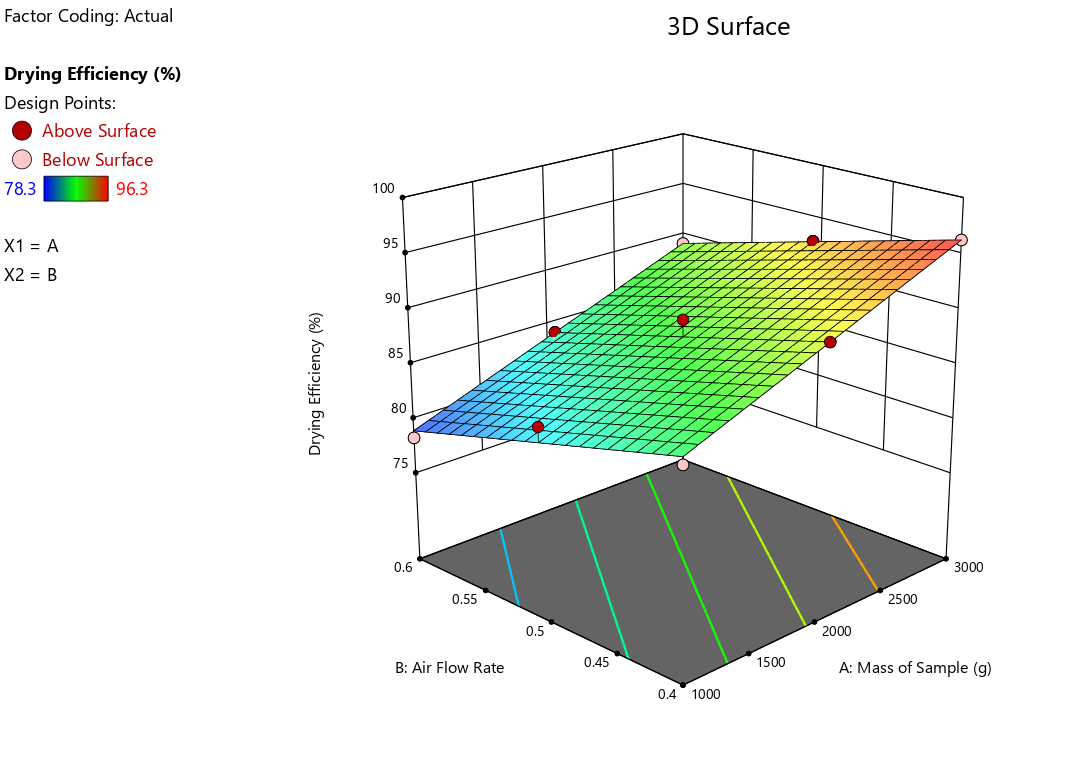 Factor Coding: Actual
3D Surface
Drying Efficiency (%)
Design Points:
Above Surface
Below Surface
78.3 96.3
X1 = A
X2 = B
100
95
90
85
80
75
Drying Efficiency (%)
0.6
0.55
0.5
0.45
0.4
B: Air Flow Rate
1000
1500
2000
2500
3000
A: Mass of Sample (g)